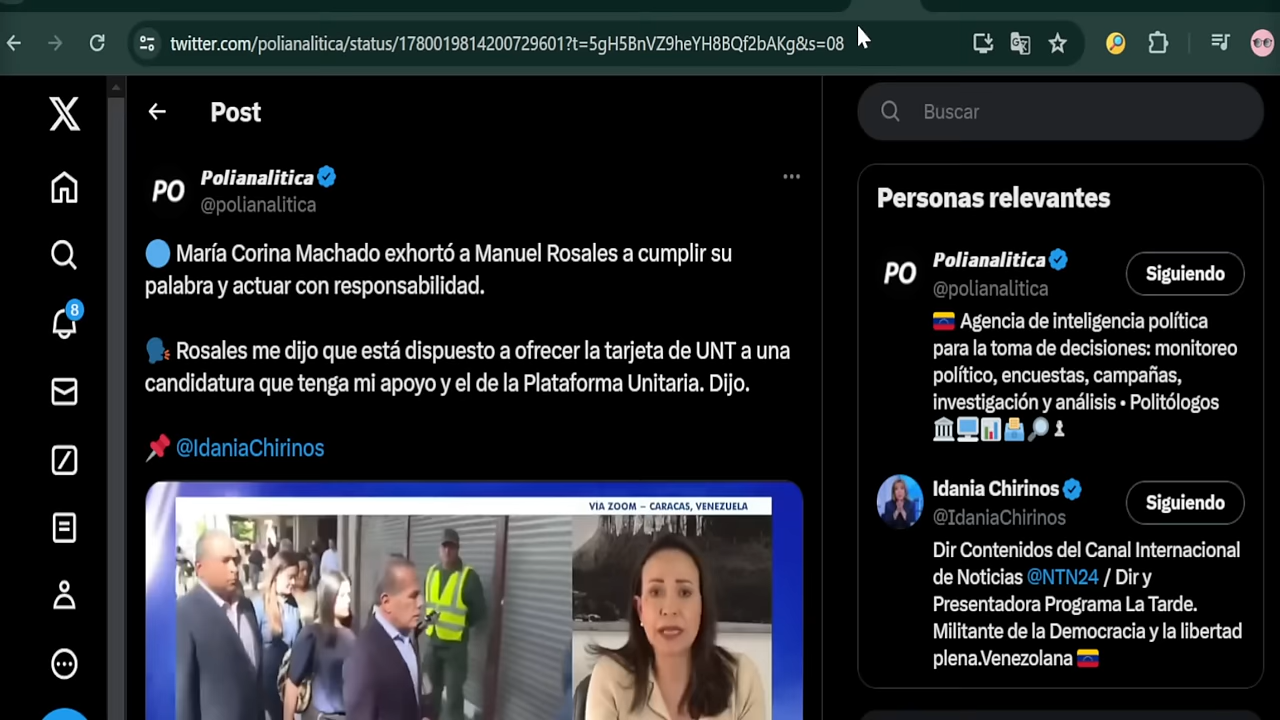 twitter.com/polianalitica/status/1780019814200729601?t=5gH5BnVZ9heYH8BQf2bAKg&s=08
Post
Buscar
PO
Polianalitica
@polianalitica
María Corina Machado exhortó a Manuel Rosales a cumplir su
palabra y actuar con responsabilidad.
Rosales me dijo que está dispuesto a ofrecer la tarjeta de UNT a una
candidatura que tenga mi apoyo y el de la Plataforma Unitaria. Dijo.
@IdaniaChirinos
VIA ZOOM – CARACAS, VENEZUELA
8
Personas relevantes
PO
Polianalitica
@polianalitica
Siguiendo
Agencia de inteligencia política
para la toma de decisiones: monitoreo
político, encuestas, campañas,
investigación y análisis • Politólogos
Idania Chirinos
@IdaniaChirinos
Siguiendo
Dir Contenidos del Canal Internacional
de Noticias @NTN24 / Dir y
Presentadora Programa La Tarde.
Militante de la Democracia y la libertad
plena.Venezolana